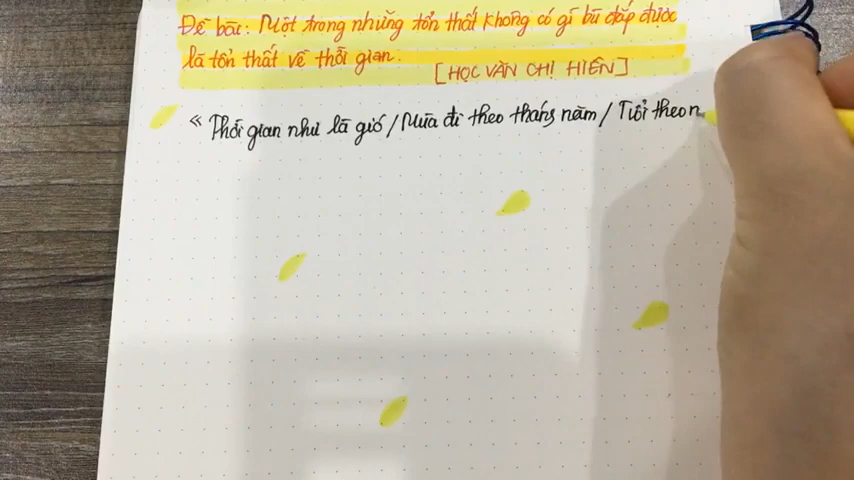 Đề bài: Một trong những tổn thất không có gì bù đắp được
là tổn thất về thời gian.
[HỌC VĂN CHỊ HIÊN]
« Thời gian như là gió/Mùa đi theo tháng năm/Tuổi theo n